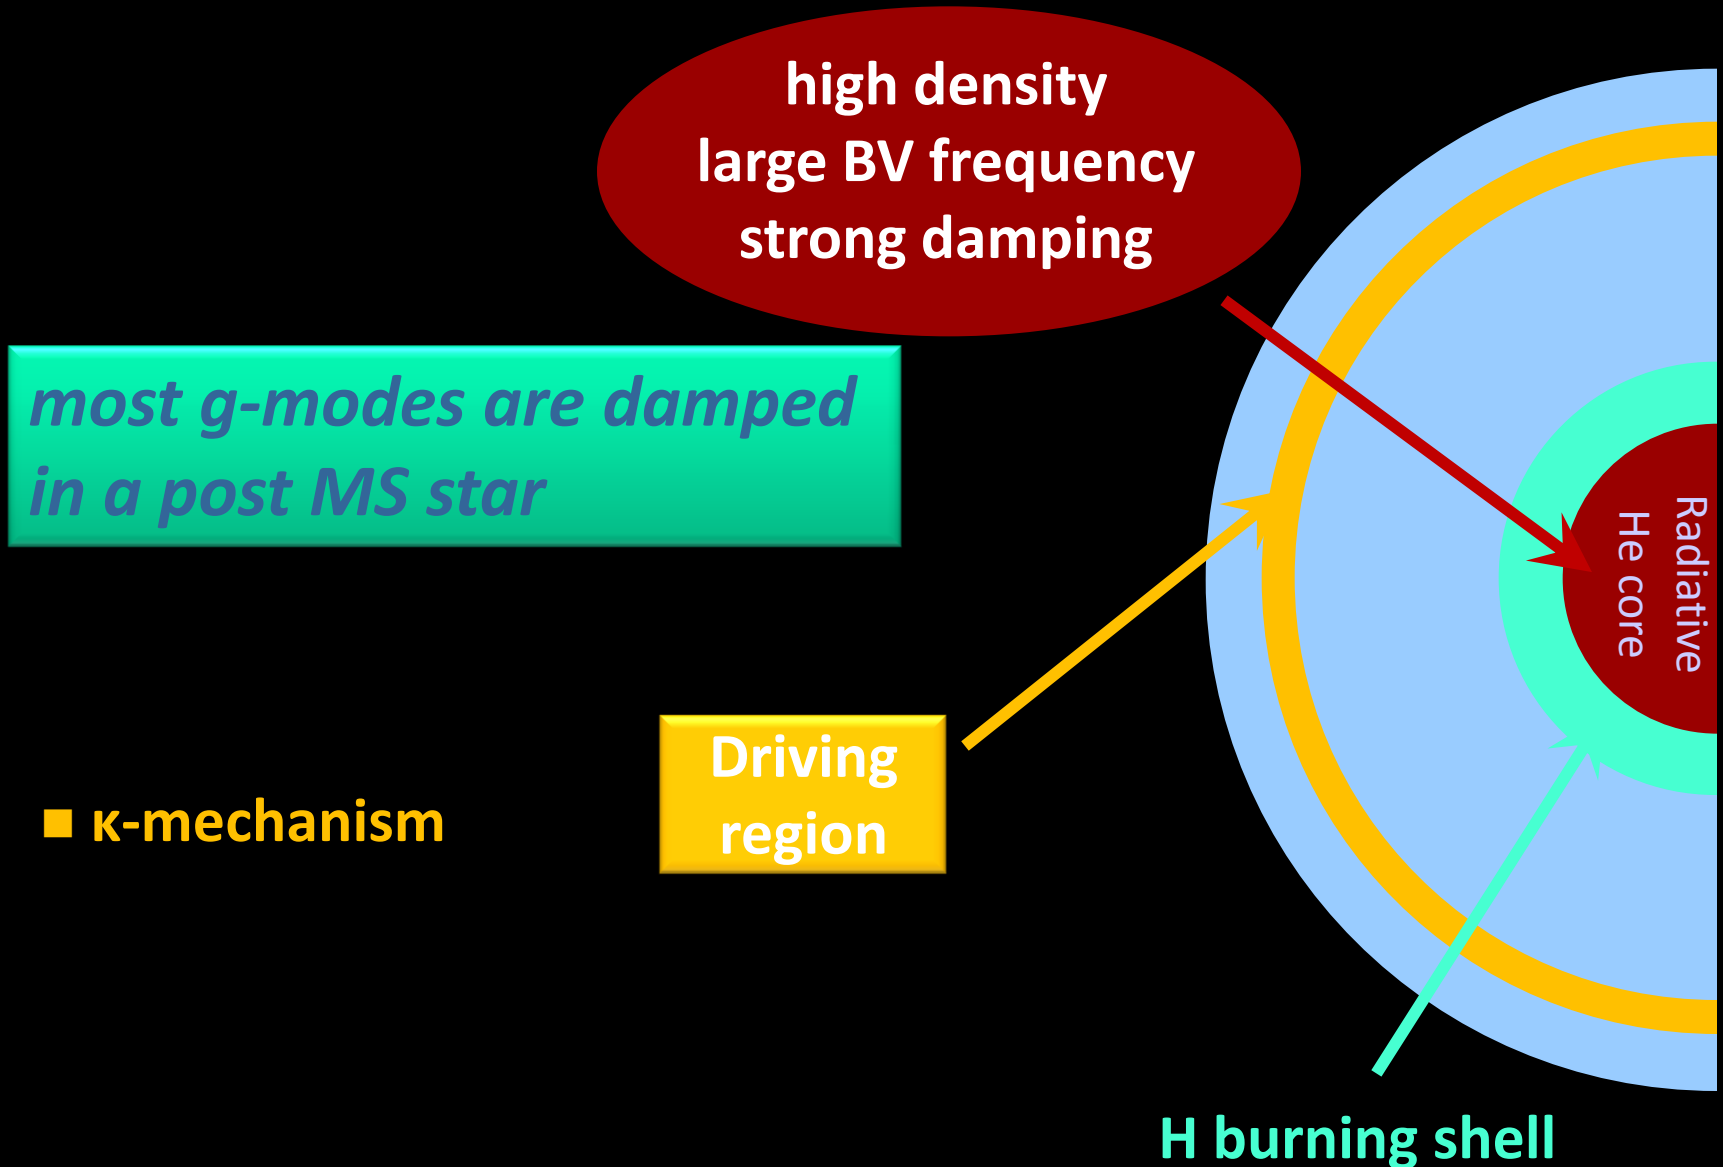 high density
large BV frequency
strong damping
most g-modes are damped
in a post MS star
Radiative
He core
Driving
region
■ κ-mechanism
H burning shell